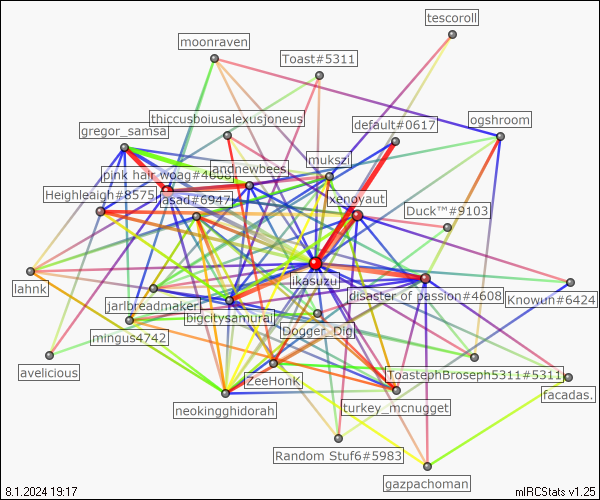 tescoroll
moonraven
Toast#5311
thiccusboiusalexusjoneus
default#0617
ogshroom
gregor_samsa
mukszi
andnewbees
pink hair woag#4668
Heighleaigh#8575
asad#6947
xenoyaut
Duck™#9103
lahnk
ikasuzu
disaster of passion#4608
Knowun#6424
jarlbreadmaker
bigcitysamurai
Dogger_Dig
mingus4742
avelicious
ZeeHonK
ToastephBroseph5311#5311
facadas.
neokingghidorah
turkey_mcnugget
Random Stuf6#5983
gazpachoman
8.1.2024 19:17
mIRCStats v1.25